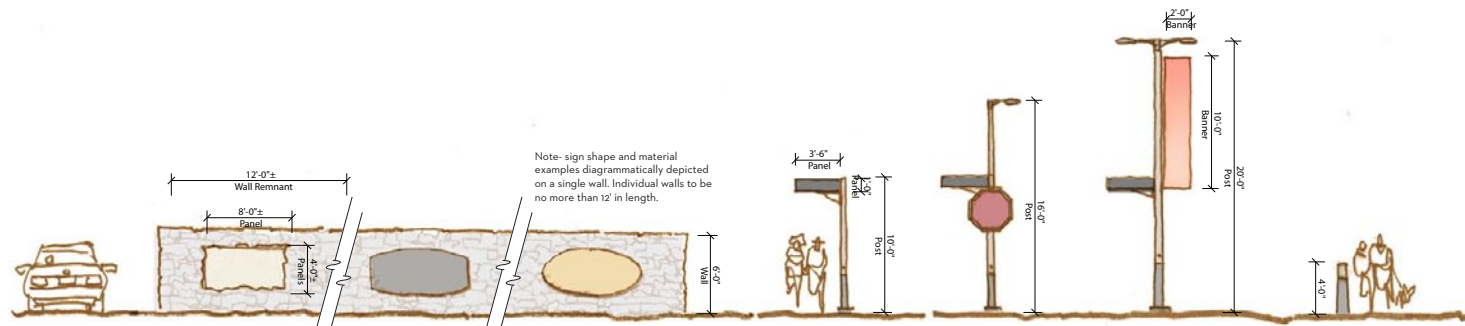 12'-0"±
Wall Remnant
8'-0"±
Panel
4'-0"±
Panels
Note- sign shape and material
examples diagrammatically depicted
on a single wall. Individual walls to be
no more than 12' in length.
6'-0"
Wall
3'-6"
Panel
1'-0"
Panel
10'-0"
Post
16'-0"
Post
2'-0"
Banner
10'-0"
Banner
20'-0"
Post
4'-0"